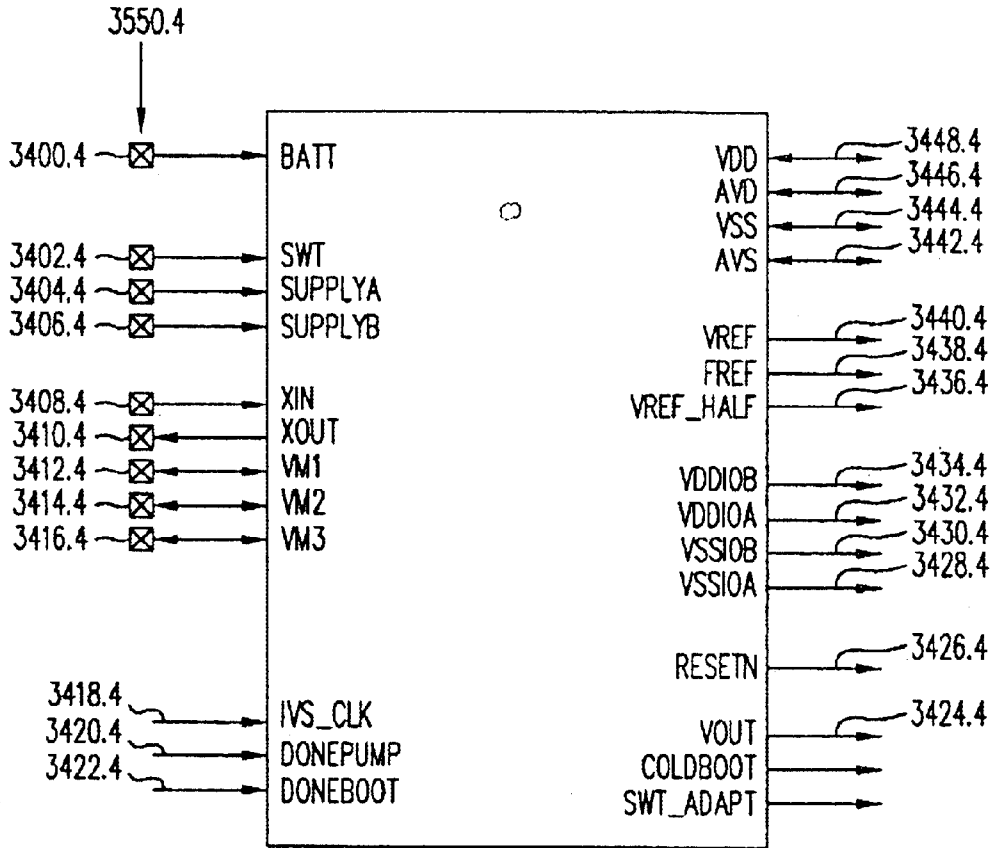 3550.4
3400.4 BATT VDD 3448.4
AVD 3446.4
VSS 3444.4
3402.4 SWT AVS 3442.4
3404.4 SUPPLYA
3406.4 SUPPLYB VREF 3440.4
FREF 3438.4
3408.4 XIN VREF_HALF 3436.4
3410.4 XOUT
3412.4 VM1 VDDIOB 3434.4
3414.4 VM2 VDDIOA 3432.4
3416.4 VM3 VSSIOB 3430.4
VSSIOA 3428.4
RESETN 3426.4
3418.4 IVS_CLK VOUT 3424.4
3420.4 DONEPUMP COLDBOOT
3422.4 DONEBOOT SWT_ADAPT